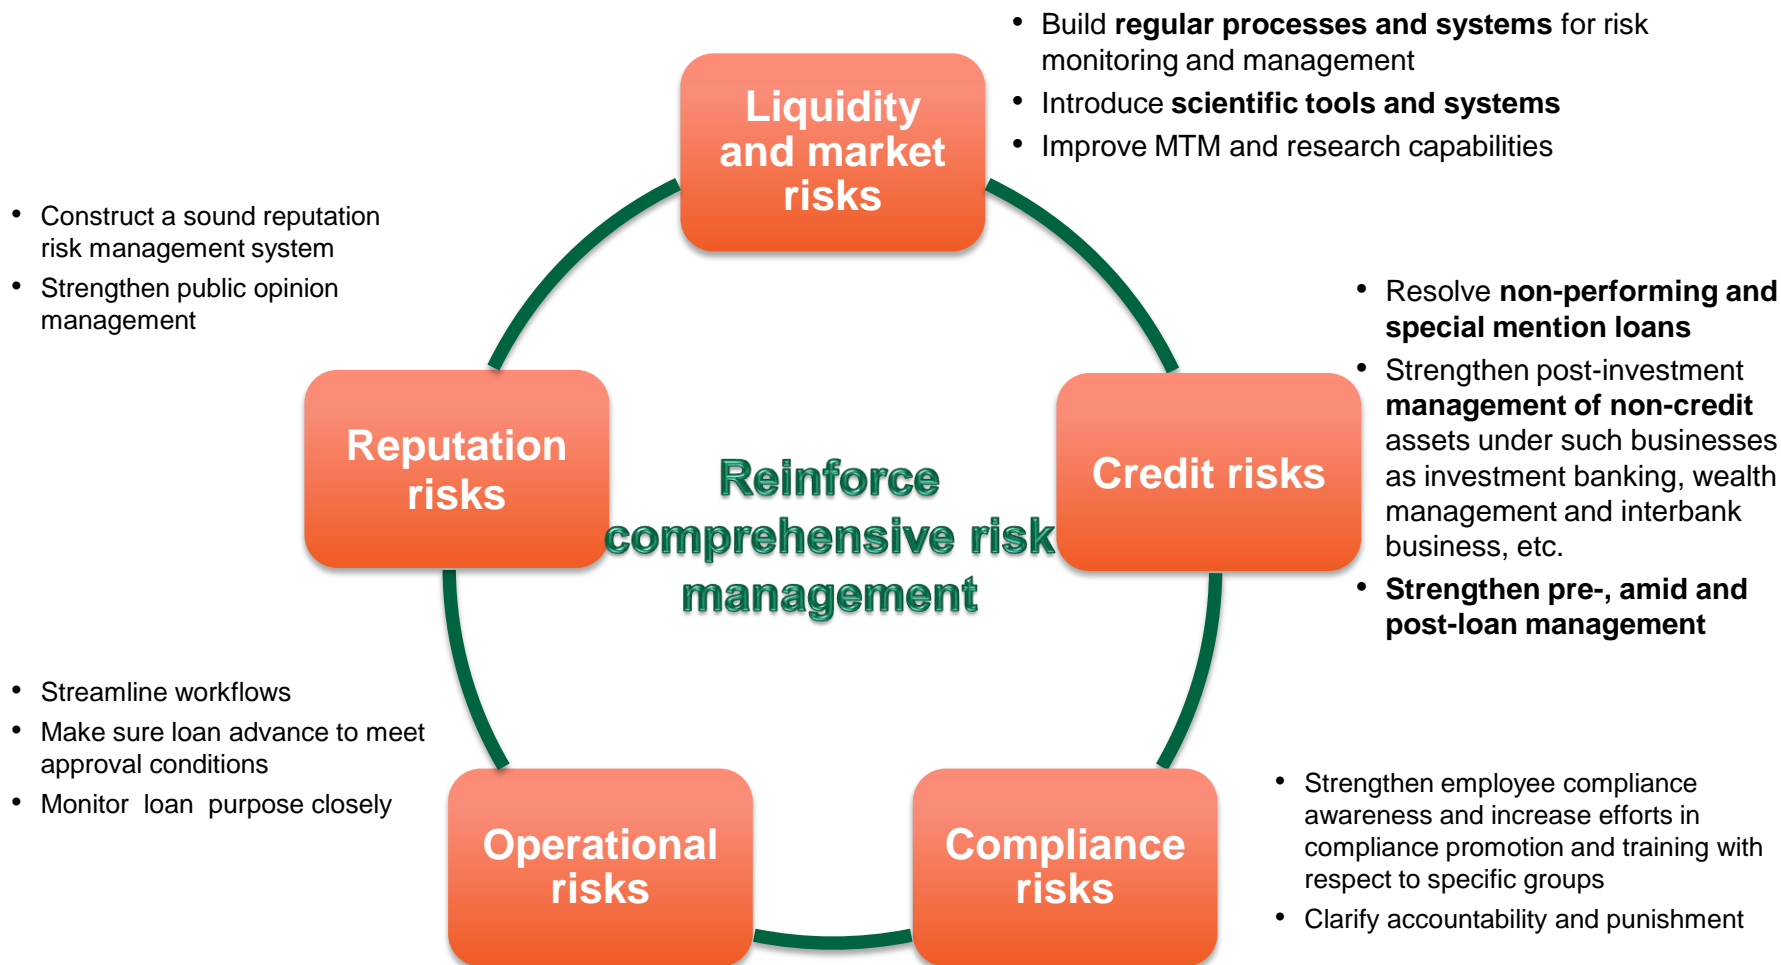 • Build regular processes and systems for risk
monitoring and management
• Introduce scientific tools and systems
• Improve MTM and research capabilities
Liquidity
and market
risks
• Construct a sound reputation
risk management system
• Strengthen public opinion
management
• Resolve non-performing and
special mention loans
• Strengthen post-investment
management of non-credit
assets under such businesses
as investment banking, wealth
management and interbank
business, etc.
• Strengthen pre-, amid and
post-loan management
Reputation
risks
Reinforce
comprehensive risk
management
Credit risks
• Streamline workflows
• Make sure loan advance to meet
approval conditions
• Monitor  loan  purpose closely
Operational
risks
Compliance
risks
• Strengthen employee compliance
awareness and increase efforts in
compliance promotion and training with
respect to specific groups
• Clarify accountability and punishment